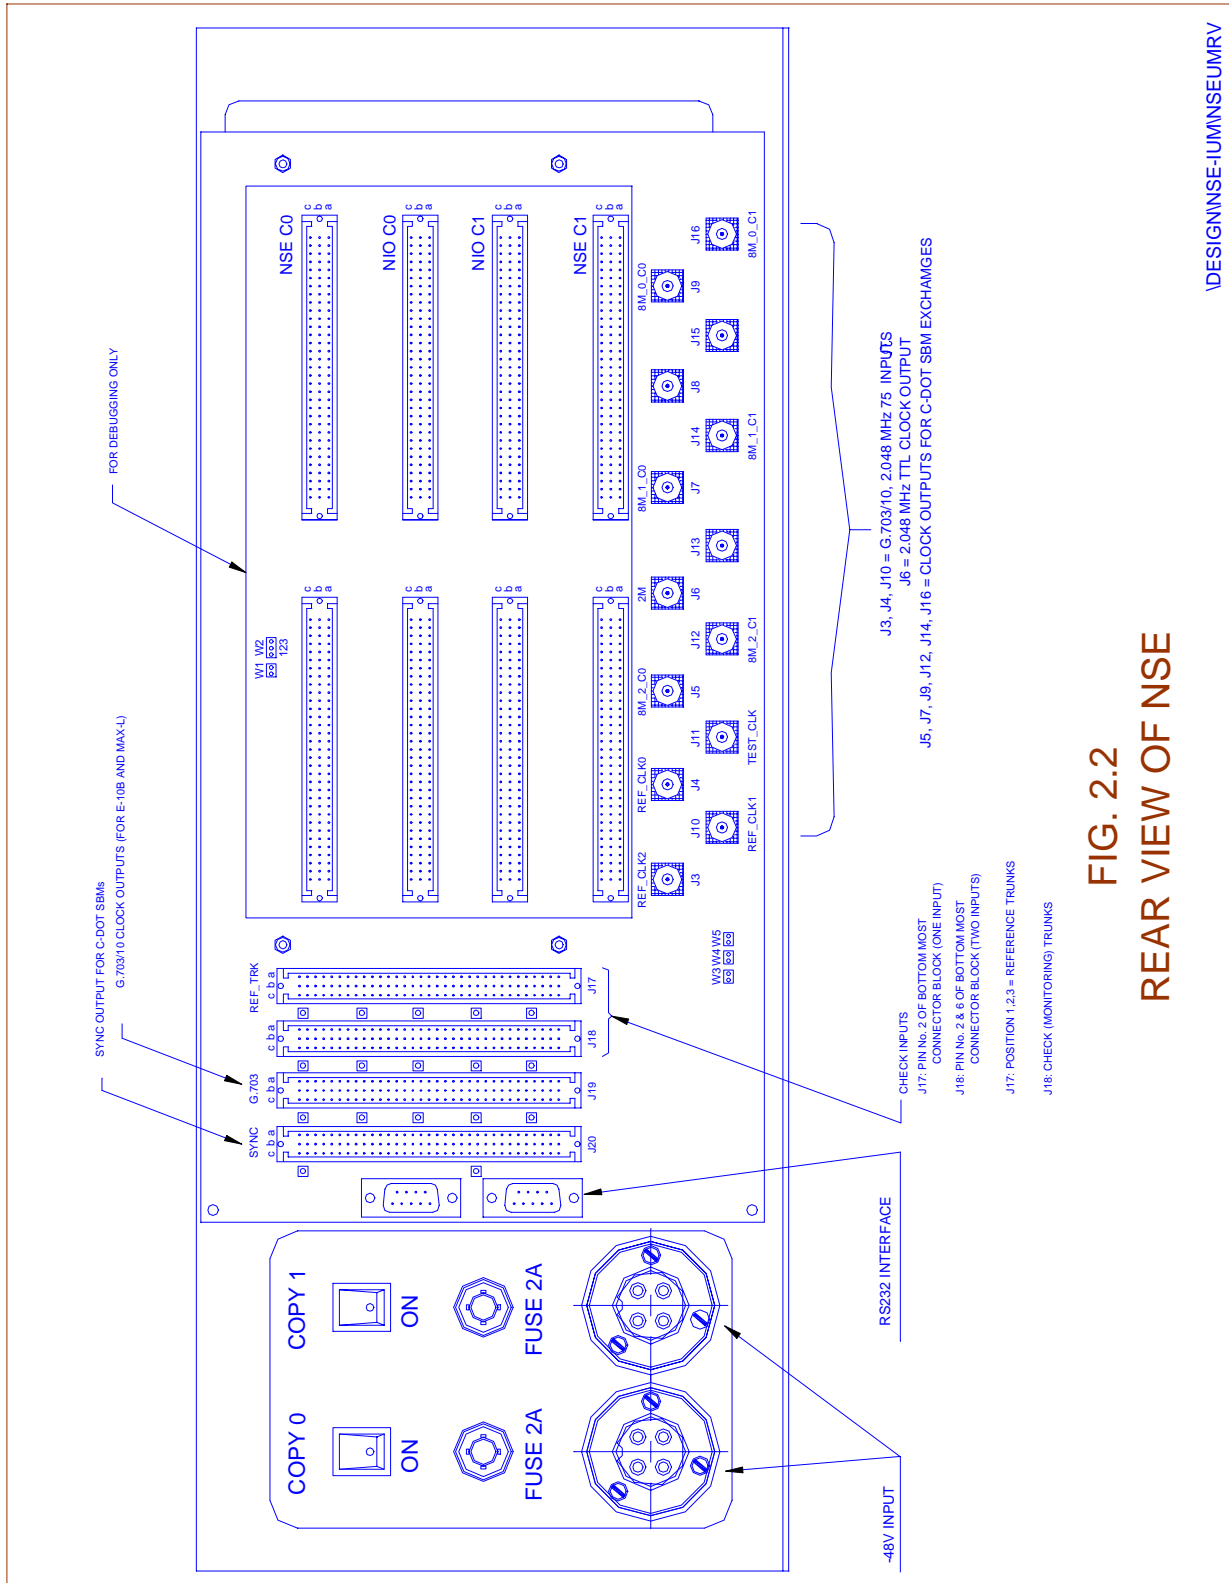 \DESIGN\NSE-IUM\NSEUMRV
SYNC OUTPUT FOR C-DOT SBMs
G.703/10 CLOCK OUTPUTS (FOR E-10B AND MAX-L)
FOR DEBUGGING ONLY
COPY 0
ON
FUSE 2A
COPY 1
ON
FUSE 2A
SYNC
c b a
J20
G.703
c b a
J19
c b a
J18
REF_TRK
c b a
J17
W1 W2
123
c
b
a
c
b
a
c
b
a
c
b
a
NSE C0
c
b
a
NIO C0
c
b
a
NIO C1
c
b
a
NSE C1
c
b
a
W3 W4 W5
REF_CLK2
J3
J10
REF_CLK1
REF_CLK0
J4
J11
TEST_CLK
8M_2_C0
J5
J12
8M_2_C1
2M
J6
J13
8M_1_C0
J7
J14
8M_1_C1
J8
J15
8M_0_C0
J9
J16
8M_0_C1
-48V INPUT
RS232 INTERFACE
CHECK INPUTS
J17: PIN No. 2 OF BOTTOM MOST
CONNECTOR BLOCK (ONE INPUT)
J18: PIN No. 2 & 6 OF BOTTOM MOST
CONNECTOR BLOCK (TWO INPUTS)
J17: POSITION 1,2,3 = REFERENCE TRUNKS
J18: CHECK (MONITORING) TRUNKS
J3, J4, J10 = G.703/10, 2.048 MHz 75 INPUTS
J6 = 2.048 MHz TTL CLOCK OUTPUT
J5, J7, J9, J12, J14, J16 = CLOCK OUTPUTS FOR C-DOT SBM EXCHAMGES
FIG. 2.2
REAR VIEW OF NSE